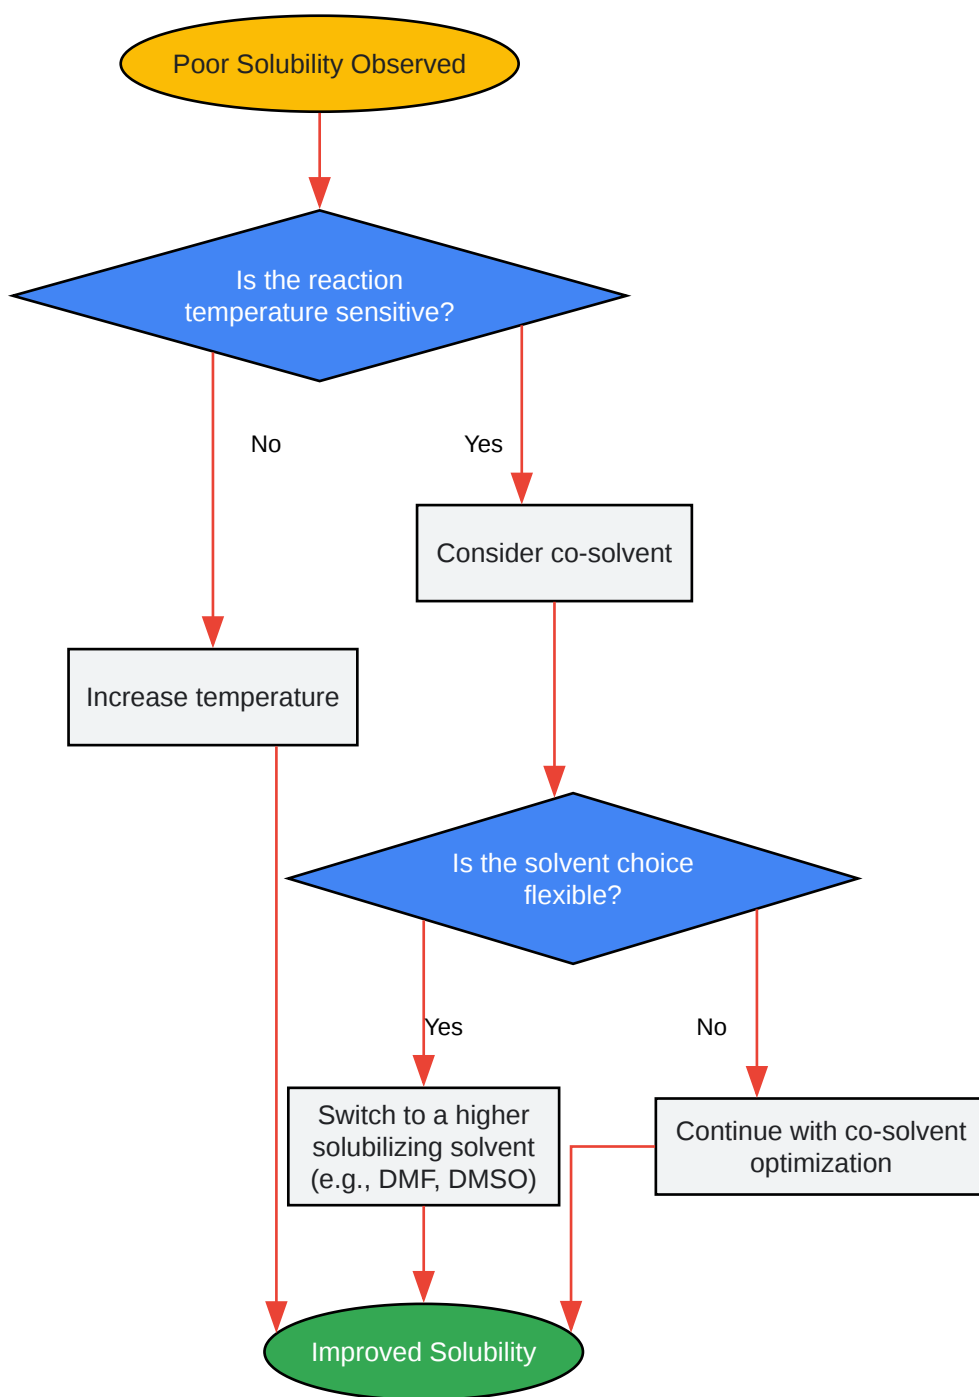 Poor Solubility Observed
Is the reaction
temperature sensitive?
No
Yes
Consider co-solvent
Increase temperature
Is the solvent choice
flexible?
Yes
No
Switch to a higher
solubilizing solvent
(e.g., DMF, DMSO)
Continue with co-solvent
optimization
Improved Solubility